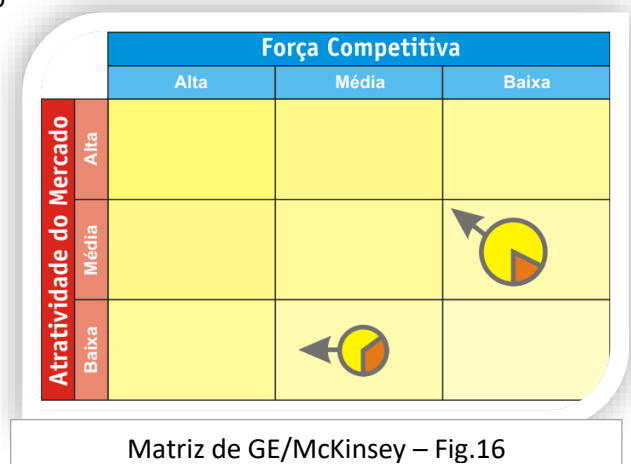 Força Competitiva
Alta Média Baixa
Atratividade do Mercado
Alta
Média
Baixa
Matriz de GE/McKinsey – Fig.16